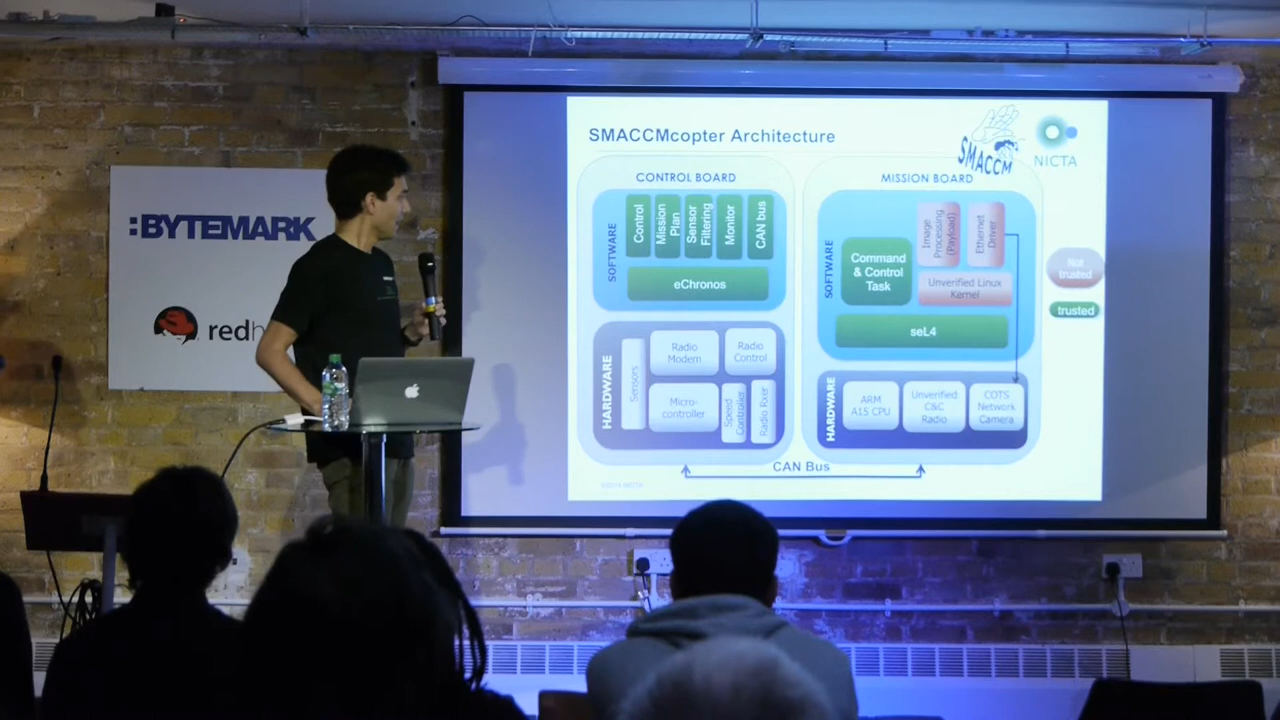 :BYTEMARK
redh
SMACCMcopter Architecture
SMACCM
NICTA
CONTROL BOARD
SOFTWARE
Control
Mission
Plan
Sensor
Filtering
Monitor
CAN bus
eChronos
HARDWARE
Sensors
Radio
Modem
Radio
Control
Micro-
controller
Speed
Controller
Radio Rxer
MISSION BOARD
SOFTWARE
Command
& Control
Task
Image
Processing
(Payload)
Ethernet
Driver
Unverified Linux
Kernel
seL4
HARDWARE
ARM
A15 CPU
Unverified
C&C
Radio
COTS
Network
Camera
Not
trusted
trusted
CAN Bus